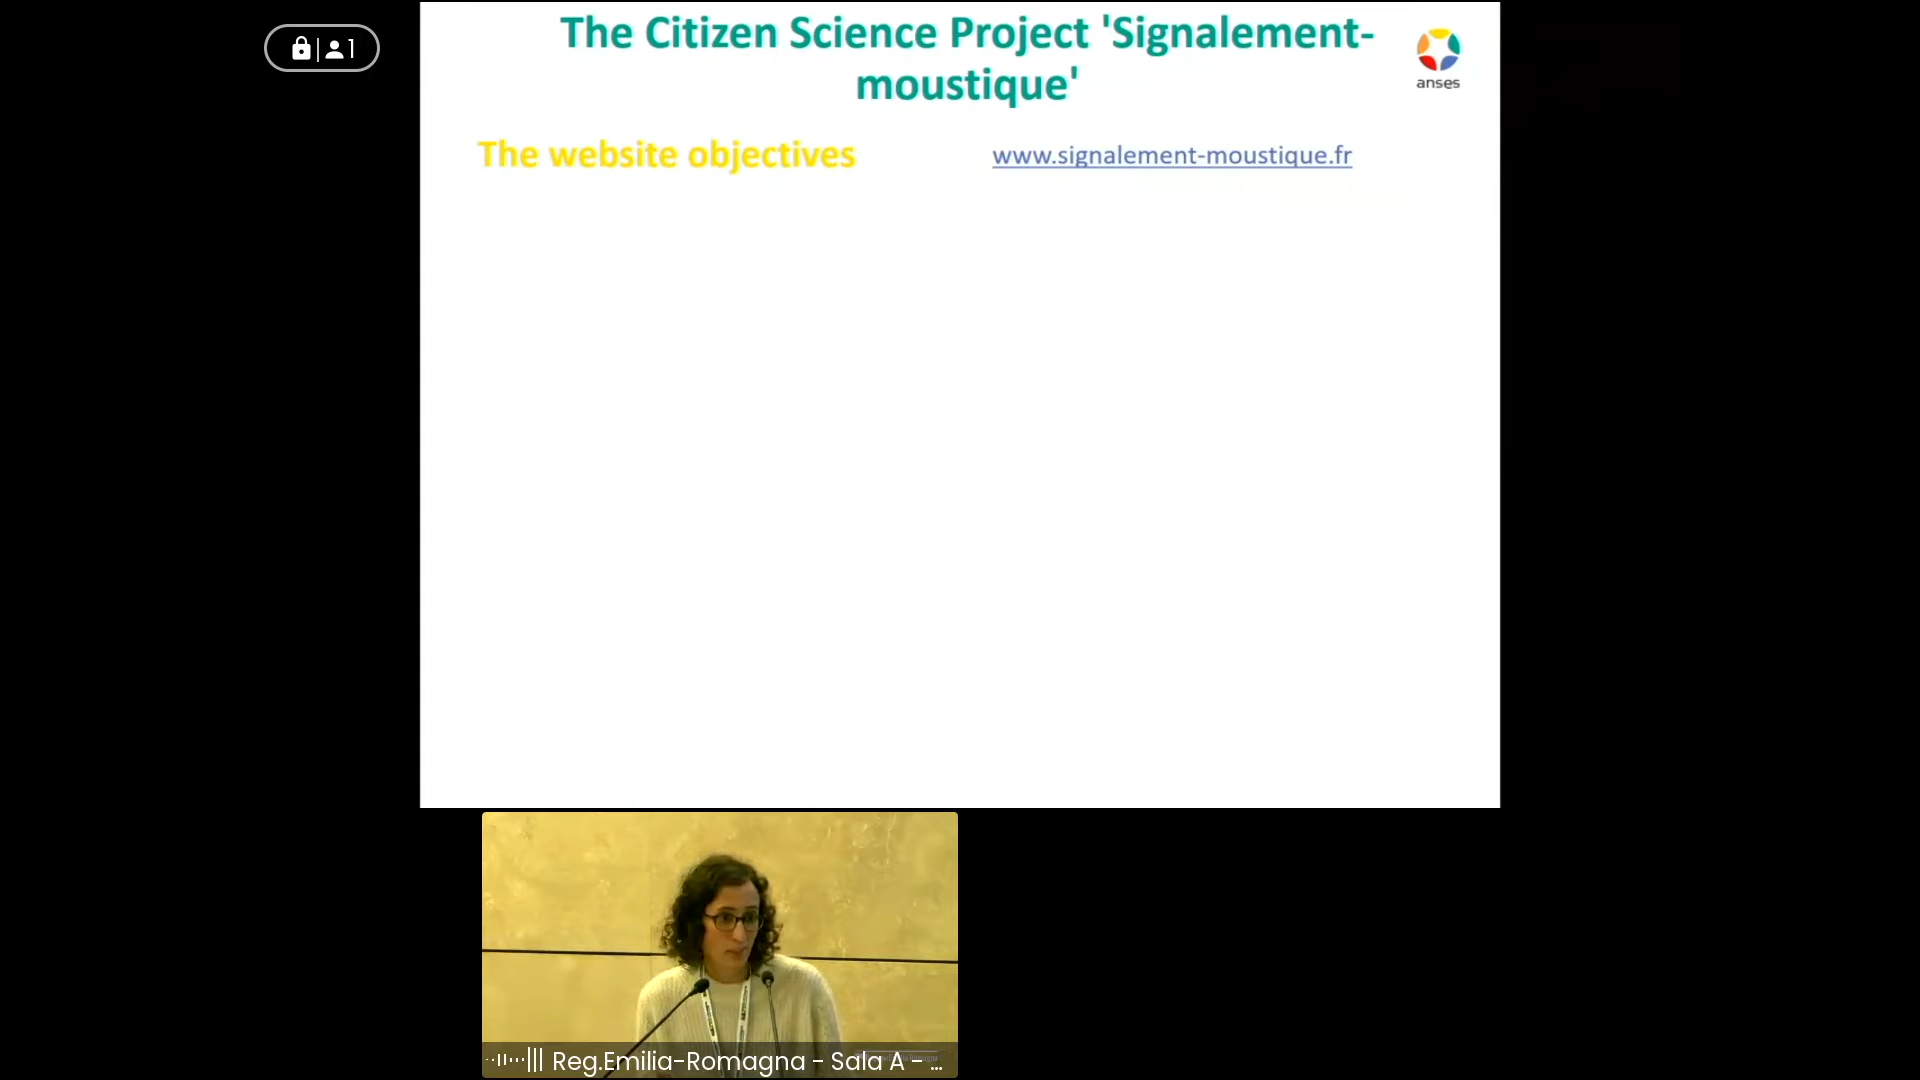 1
The Citizen Science Project 'Signalement-
moustique'
anses
The website objectives
www.signalement-moustique.fr
Reg.Emilia-Romagna - Sala A - ...